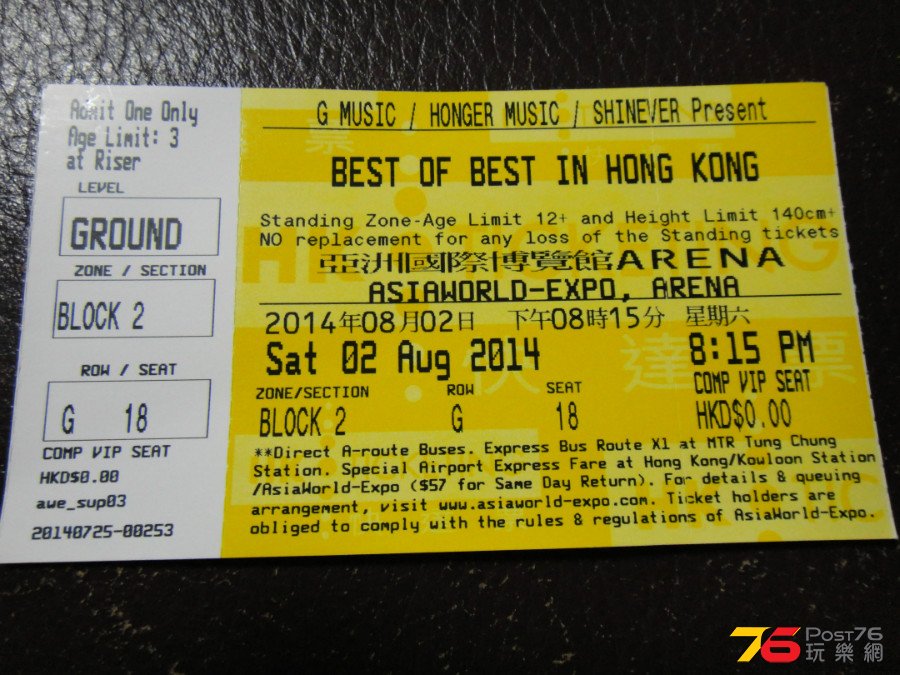 Admit One Only
Age Limit: 3
at Riser
LEVEL
GROUND
ZONE / SECTION
BLOCK 2
ROW / SEAT
G 18
COMP VIP SEAT
HKD$0.00
awe_sup03
20140725-00253
G MUSIC / HONGER MUSIC / SHINEVER Present
BEST OF BEST IN HONG KONG
Standing Zone-Age Limit 12+ and Height Limit 140cm+
NO replacement for any loss of the Standing tickets
亞洲國際博覽館ARENA
ASIAWORLD-EXPO, ARENA
2014年08月02日 下午08時15分 星期六
Sat 02 Aug 2014 8:15 PM
ZONE/SECTION ROW SEAT COMP VIP SEAT
BLOCK 2 G 18 HKD$0.00
**Direct A-route Buses. Express Bus Route X1 at MTR Tung Chung
Station. Special Airport Express Fare at Hong Kong/Kowloon Station
/AsiaWorld-Expo ($57 for Same Day Return). For details & queuing
arrangement, visit www.asiaworld-expo.com. Ticket holders are
obliged to comply with the rules & regulations of AsiaWorld-Expo.
快達票
76 Post76
玩樂網